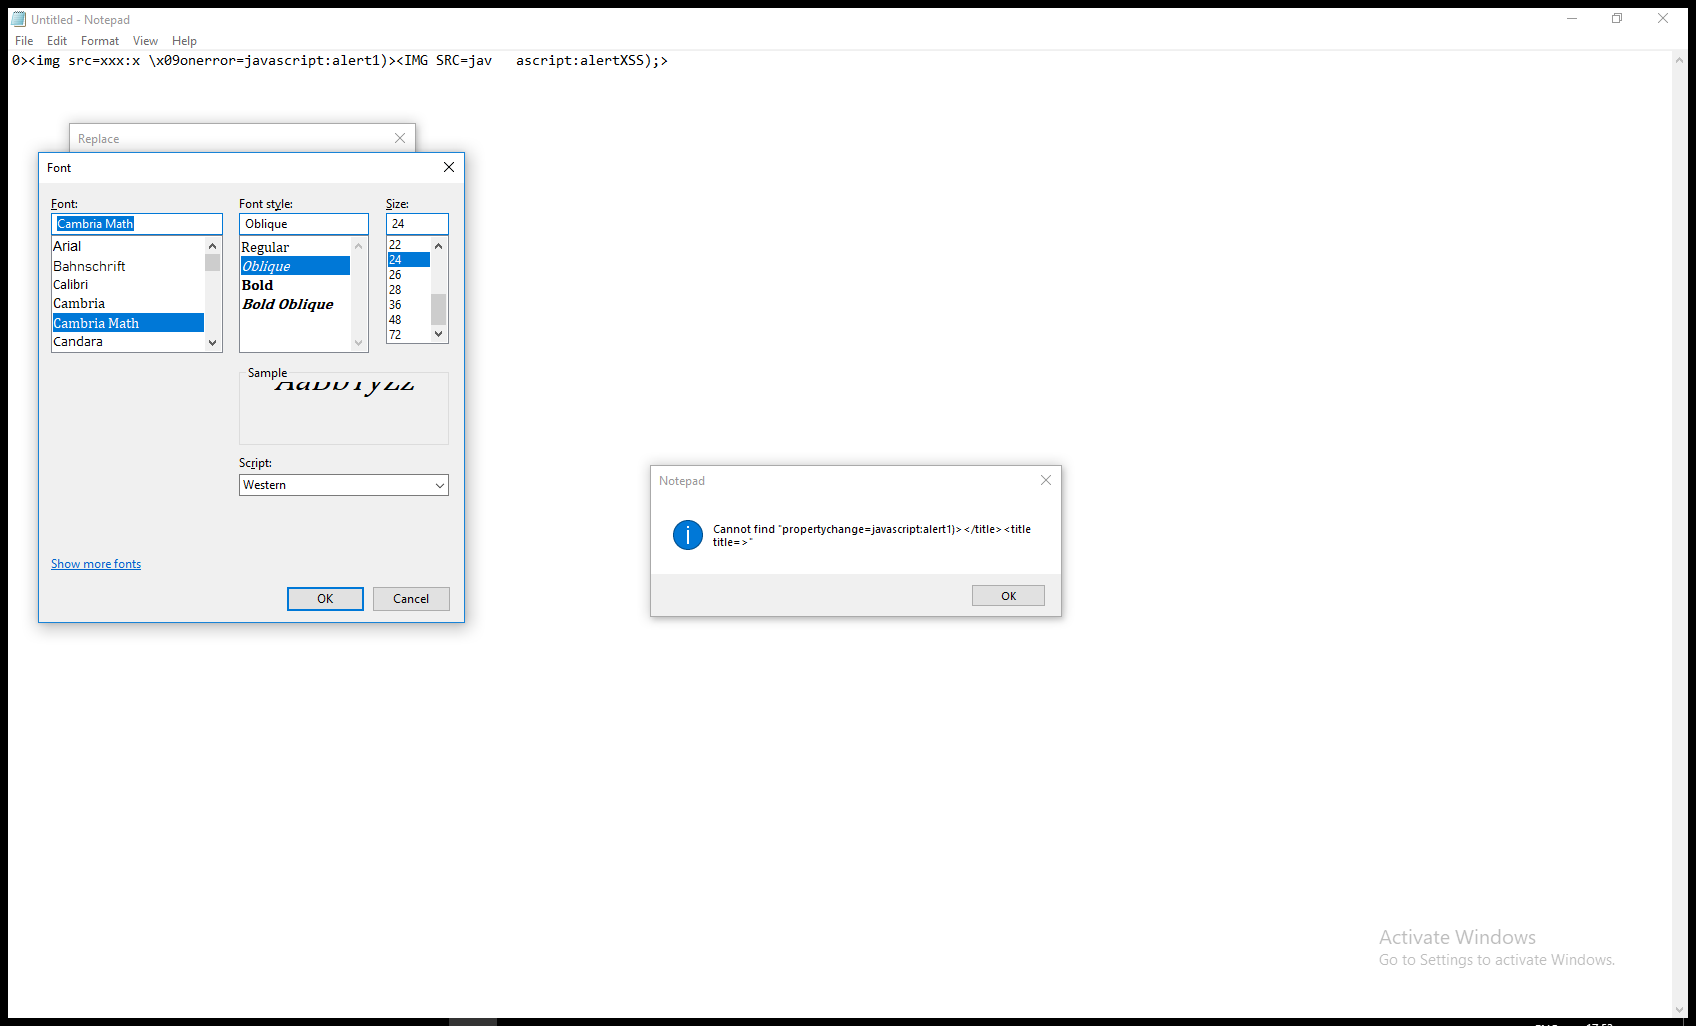 Untitled - Notepad
File Edit Format View Help
0><img src=xxx:x \x09onerror=javascript:alert1)><IMG SRC=jav   ascript:alertXSS);>
Replace
Font
Font: Font style: Size:
Cambria Math Oblique 24
Arial
Bahnschrift
Calibri
Cambria
Cambria Math
Candara
Regular
Oblique
Bold
Bold Oblique
22
24
26
28
36
48
72
Sample
AaBbYyZz
Script:
Western
Show more fonts
OK Cancel
Notepad
Cannot find "propertychange=javascript:alert1)></title><title
title=>"
OK
Activate Windows
Go to Settings to activate Windows.